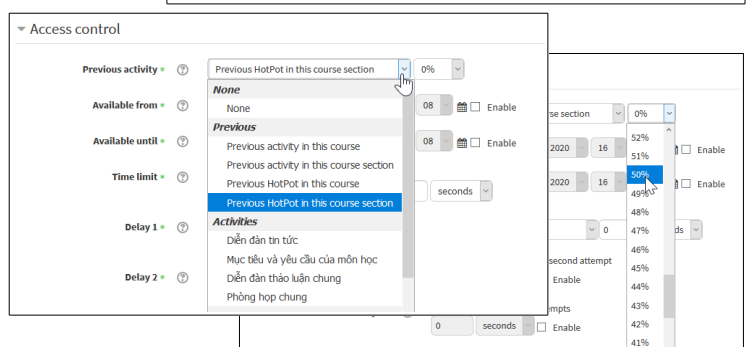 Access control
Previous activity * Previous HotPot in this course section 0%
None
Available from * None 08 Enable
Previous
Available until * Previous activity in this course 08 Enable
Previous activity in this course section
Time limit * Previous HotPot in this course seconds
Previous HotPot in this course section
Activities
Delay 1 * Diễn đàn tin tức
Mục tiêu và yêu cầu của môn học
Delay 2 * Diễn đàn thảo luận chung
Phòng họp chung
section 0%
2020 16 52% Enable
51%
2020 16 50% Enable
49%
48%
0 47%
46%
second attempt 45%
Enable 44%
43%
42%
0 seconds Enable
41%